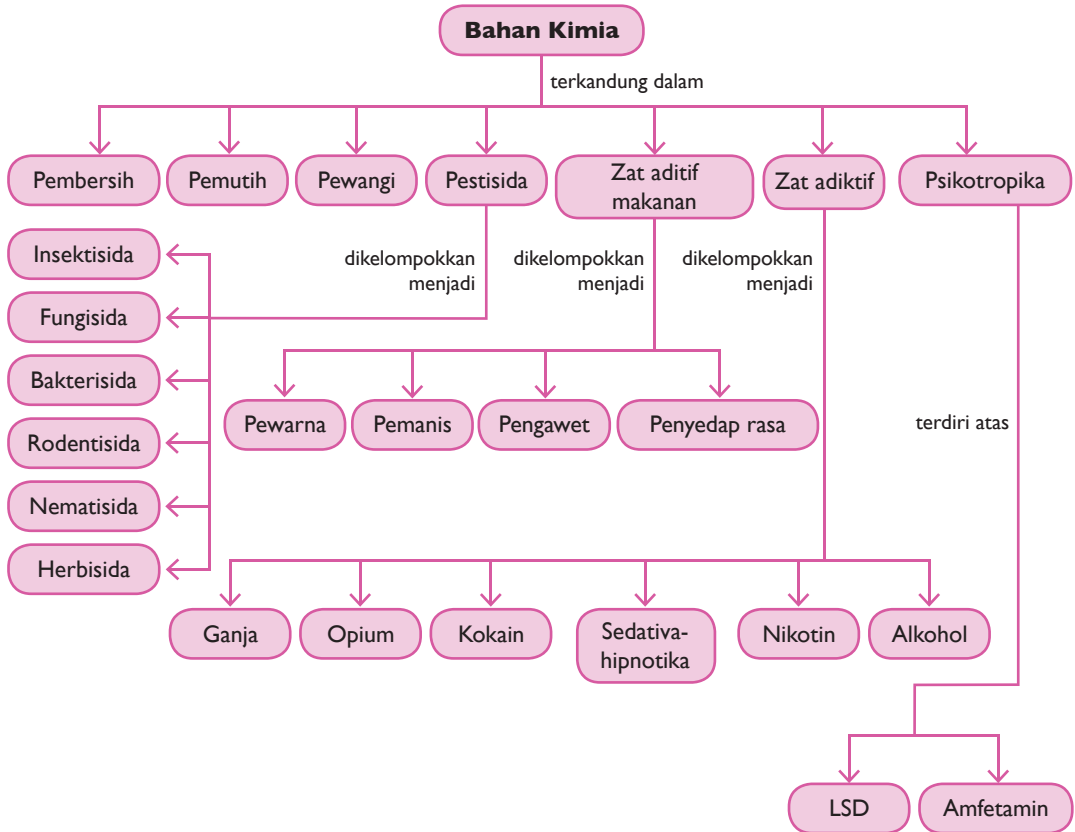 Bahan Kimia
terkandung dalam
Pembersih
Pemutih
Pewangi
Pestisida
Zat aditif
makanan
Zat adiktif
Psikotropika
dikelompokkan
menjadi
dikelompokkan
menjadi
dikelompokkan
menjadi
Insektisida
Fungisida
Bakterisida
Rodentisida
Nematisida
Herbisida
Pewarna
Pemanis
Pengawet
Penyedap rasa
terdiri atas
Ganja
Opium
Kokain
Sedativa-
hipnotika
Nikotin
Alkohol
LSD
Amfetamin